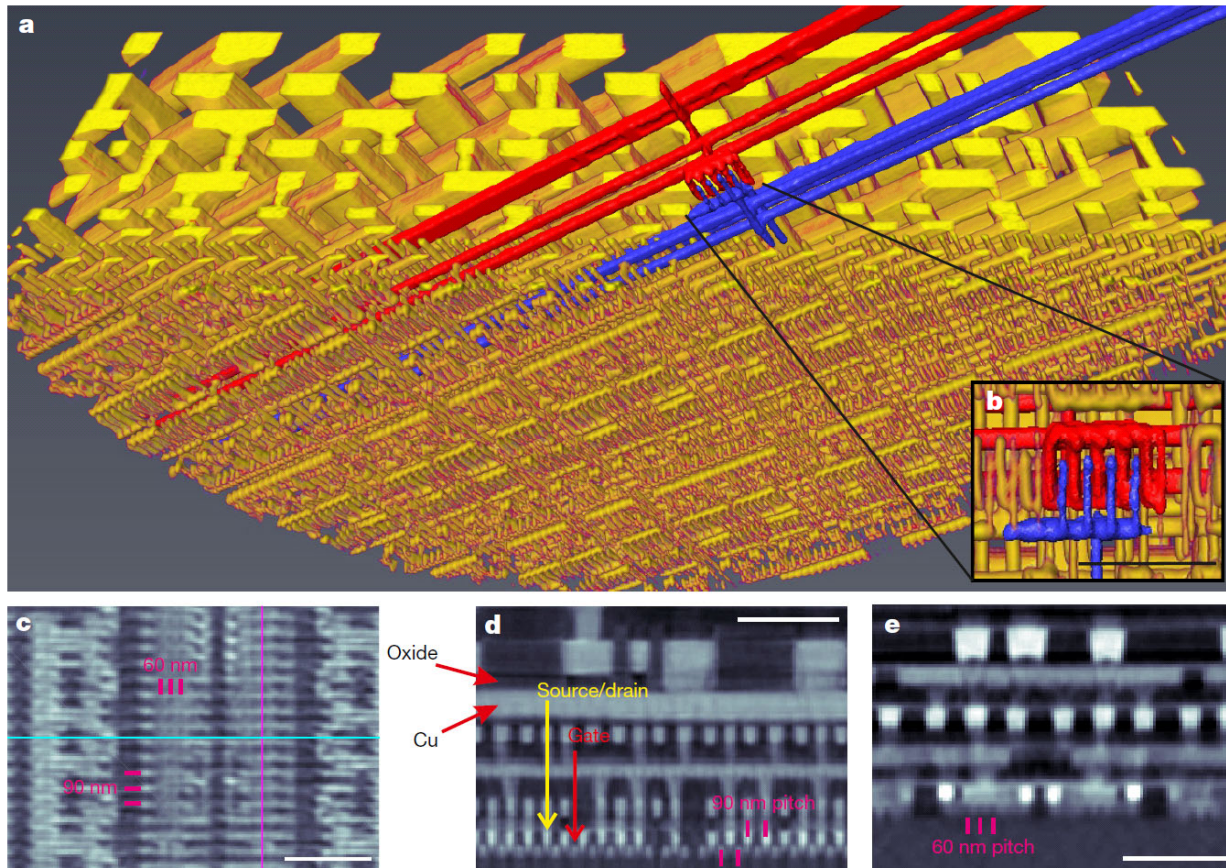 a
b
c
60 nm
90 nm
d
Oxide
Source/drain
Cu
Gate
90 nm pitch
e
60 nm pitch